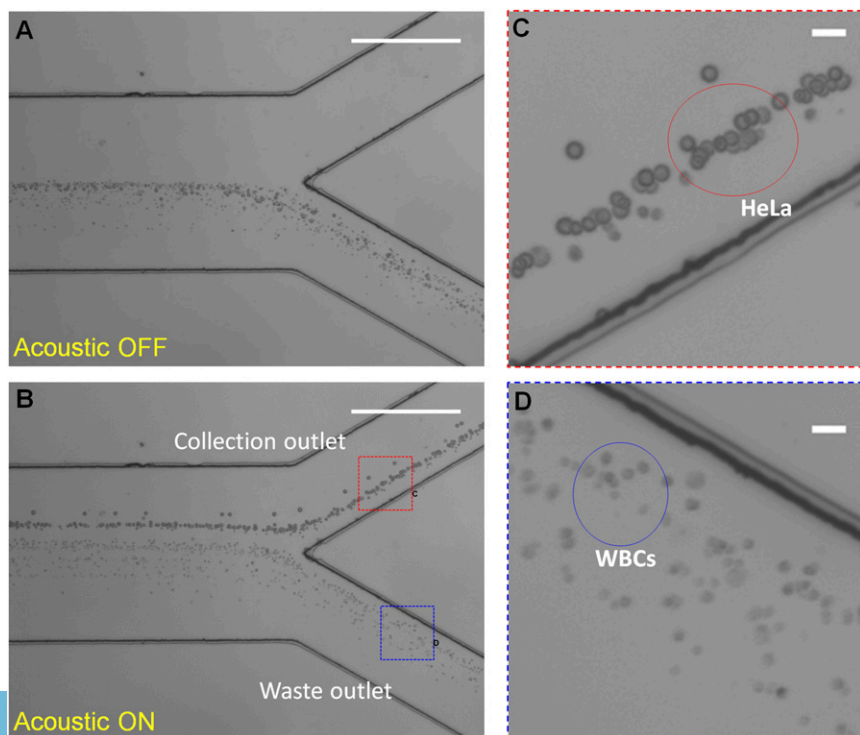 A
Acoustic OFF
B
Collection outlet
C
D
Waste outlet
Acoustic ON
C
HeLa
D
WBCs